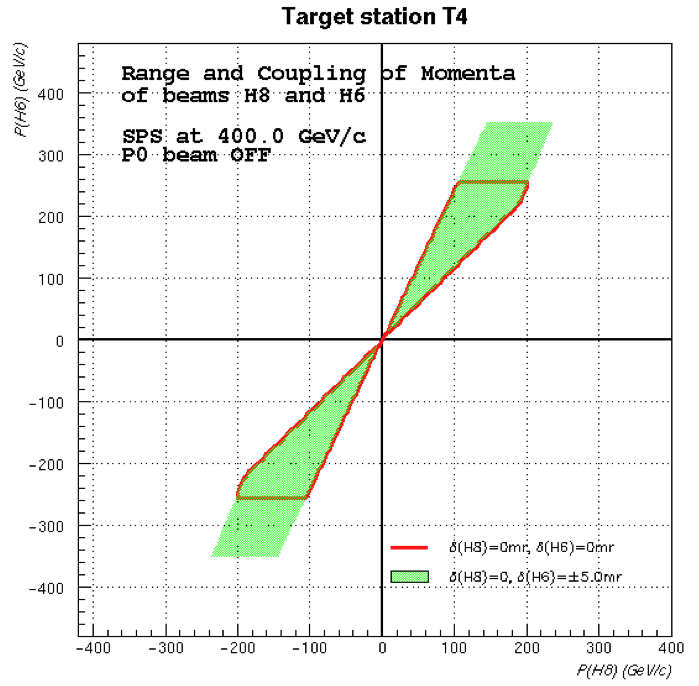 Target station T4
P(H6) (GeV/c)
Range and Coupling of Momenta
of beams H8 and H6
SPS at 400.0 GeV/c
P0 beam OFF
400
300
200
100
0
−100
−200
−300
−400
δ(H8)=0mr, δ(H6)=0mr
δ(H8)=0, δ(H6)=±5.0mr
−400 −300 −200 −100 0 100 200 300 400
P(H8) (GeV/c)